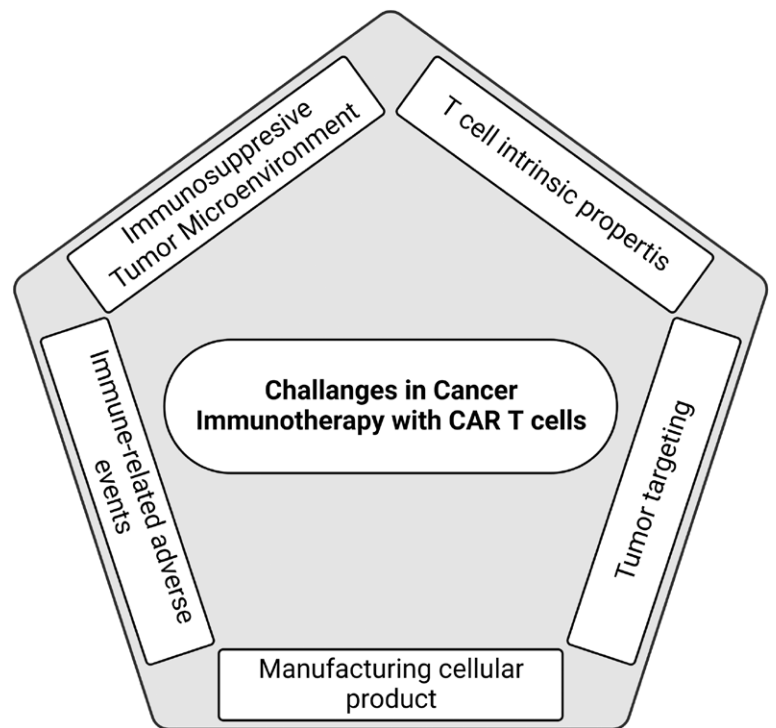 Immunosuppresive
Tumor Microenvironment
T cell intrinsic propertis
Challanges in Cancer
Immunotherapy with CAR T cells
Immune-related adverse
events
Tumor targeting
Manufacturing cellular
product